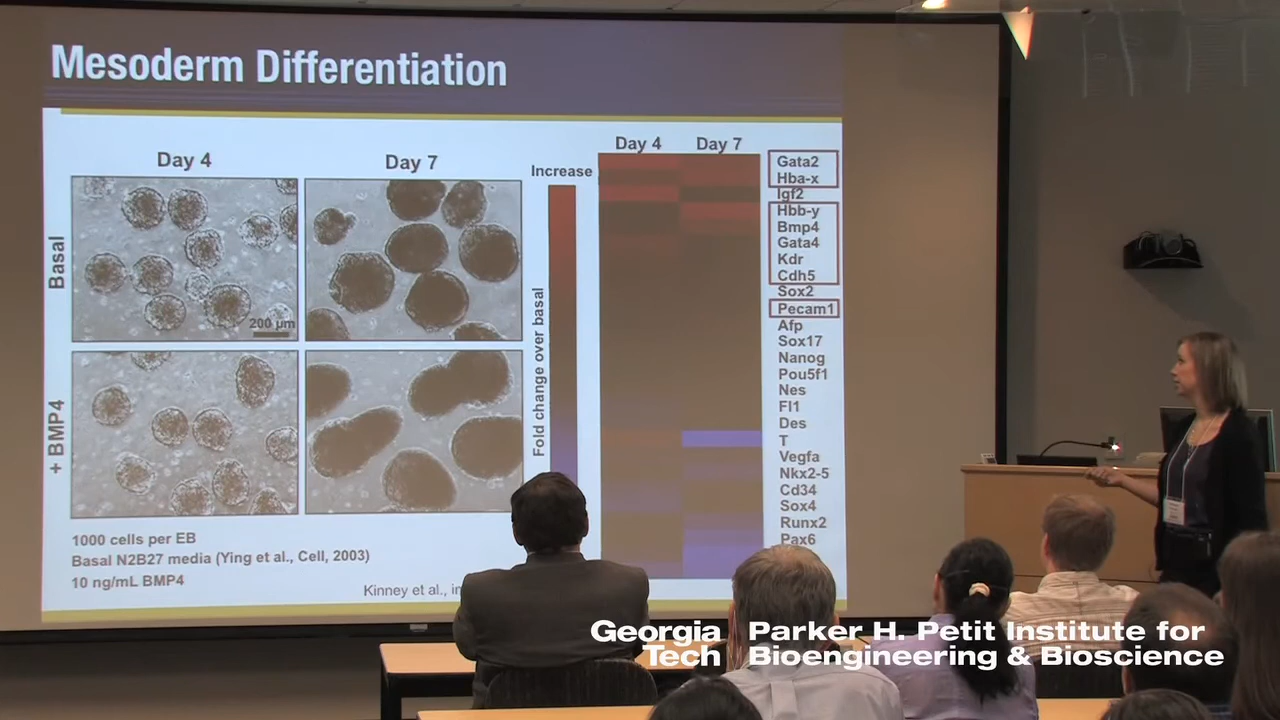 Mesoderm Differentiation
Day 4
Day 7
Basal
200 µm
+ BMP4
1000 cells per EB
Basal N2B27 media (Ying et al., Cell, 2003)
10 ng/mL BMP4
Kinney et al.,
Increase
Fold change over basal
Day 4
Day 7
Gata2
Hba-x
Igf2
Hbb-y
Bmp4
Gata4
Kdr
Cdh5
Sox2
Pecam1
Afp
Sox17
Nanog
Pou5f1
Nes
Fl1
Des
T
Vegfa
Nkx2-5
Cd34
Sox4
Runx2
Pax6
Georgia Tech
Parker H. Petit Institute for
Bioengineering & Bioscience